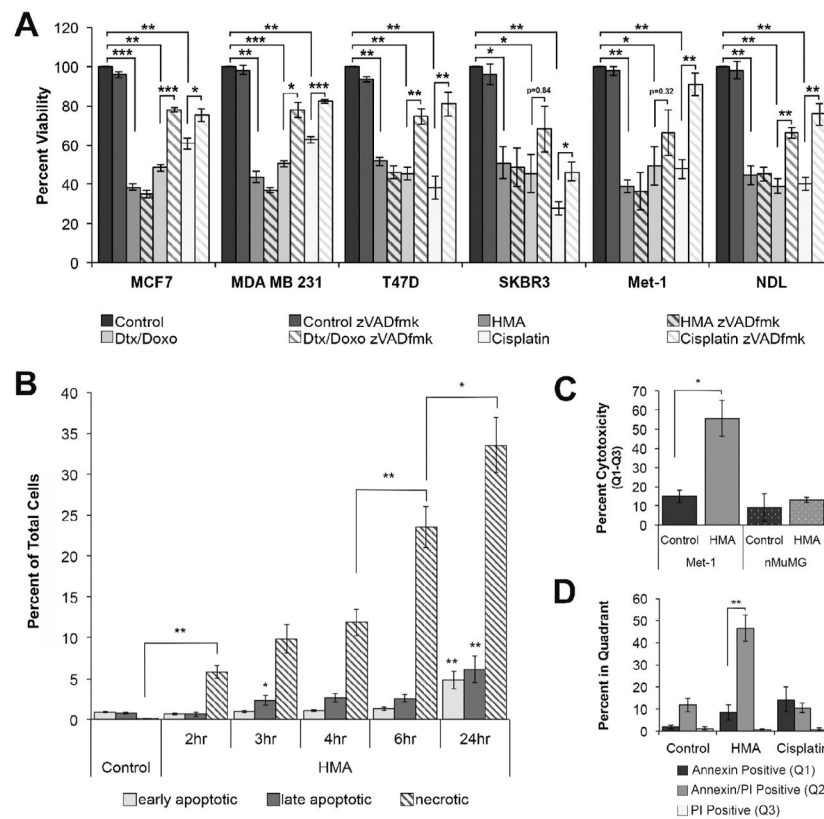 A
** ** ** ** ** **
** *** ** * * **
*** ** ** * ** **
*** * * *** ** ** p=0.84 * p=0.32 ** ** **
120
100
80
60
40
20
0
Percent Viability
MCF7 MDA MB 231 T47D SKBR3 Met-1 NDL
Control Control zVADfmk HMA HMA zVADfmk
Dtx/Doxo Dtx/Doxo zVADfmk Cisplatin Cisplatin zVADfmk
B
40
35
30
25
20
15
10
5
0
Percent of Total Cells
** * ** * ** **
2hr 3hr 4hr 6hr 24hr
Control HMA
early apoptotic late apoptotic necrotic
C
70
60
50
40
30
20
10
0
Percent Cytotoxicity
(Q1-Q3)
*
Control HMA Control HMA
Met-1 nMuMG
D
60
50
40
30
20
10
0
Percent in Quadrant
**
Control HMA Cisplatin
Annexin Positive (Q1)
Annexin/PI Positive (Q2
PI Positive (Q3)